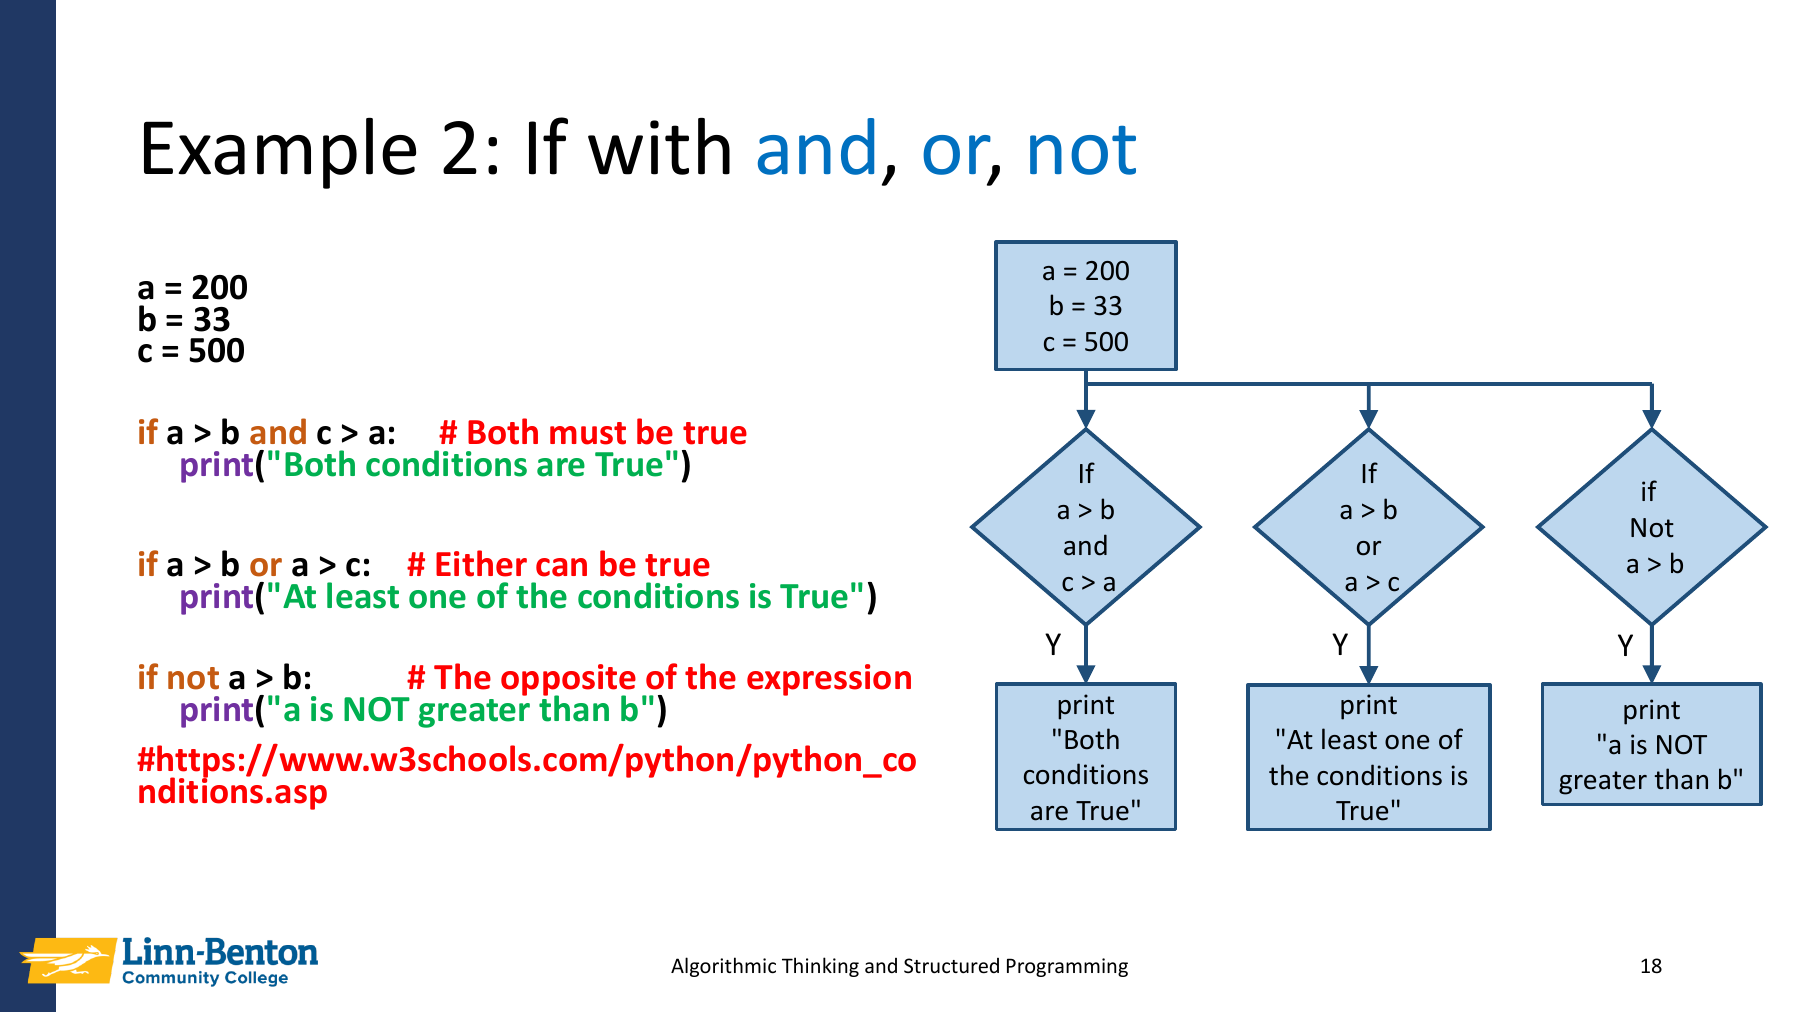 Example 2: If with and, or, not
a = 200
b = 33
c = 500
if a > b and c > a: # Both must be true
print("Both conditions are True")
if a > b or a > c: # Either can be true
print("At least one of the conditions is True")
if not a > b: # The opposite of the expression
print("a is NOT greater than b")
#https://www.w3schools.com/python/python_co
nditions.asp
a = 200
b = 33
c = 500
If
a > b
and
c > a
If
a > b
or
a > c
if
Not
a > b
Y
Y
Y
print
"Both
conditions
are True"
print
"At least one of
the conditions is
True"
print
"a is NOT
greater than b"
Linn-Benton
Community College
Algorithmic Thinking and Structured Programming
18